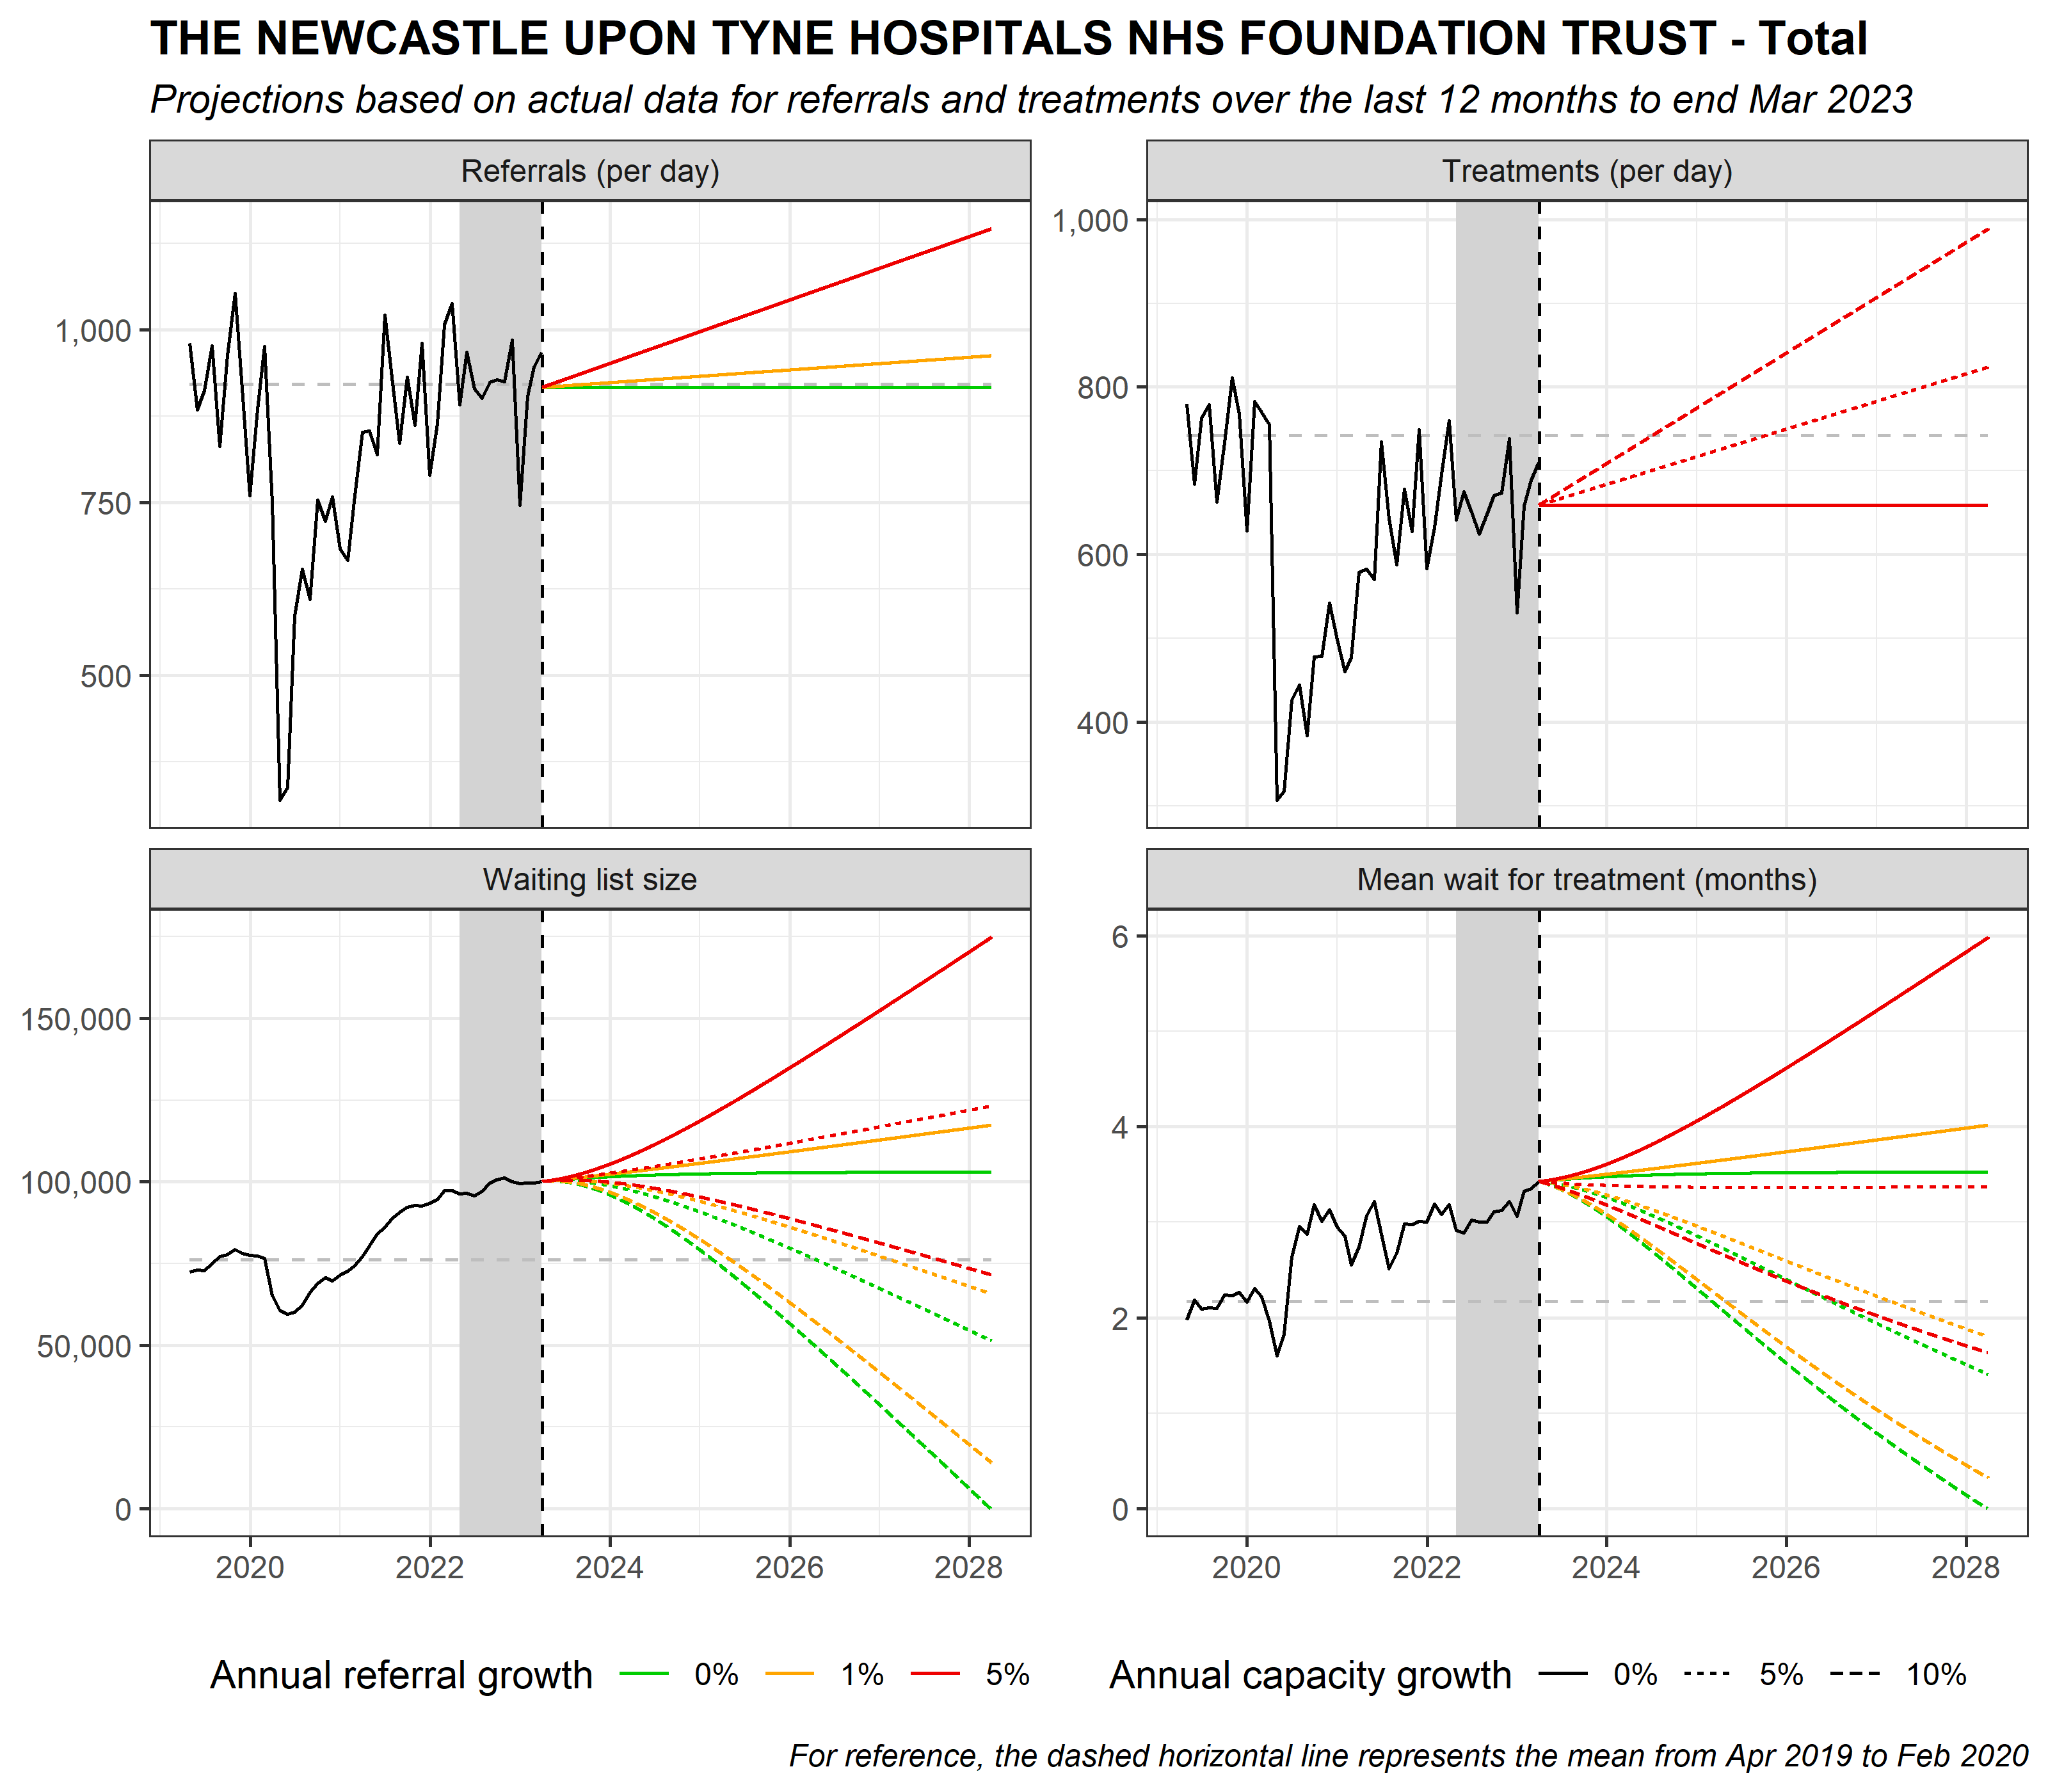 THE NEWCASTLE UPON TYNE HOSPITALS NHS FOUNDATION TRUST - Total
Projections based on actual data for referrals and treatments over the last 12 months to end Mar 2023
Referrals (per day)
1,000
750
500
Treatments (per day)
1,000
800
600
400
Waiting list size
150,000
100,000
50,000
0
2020 2022 2024 2026 2028
Mean wait for treatment (months)
6
4
2
0
2020 2022 2024 2026 2028
Annual referral growth 0% 1% 5%
Annual capacity growth 0% 5% 10%
For reference, the dashed horizontal line represents the mean from Apr 2019 to Feb 2020